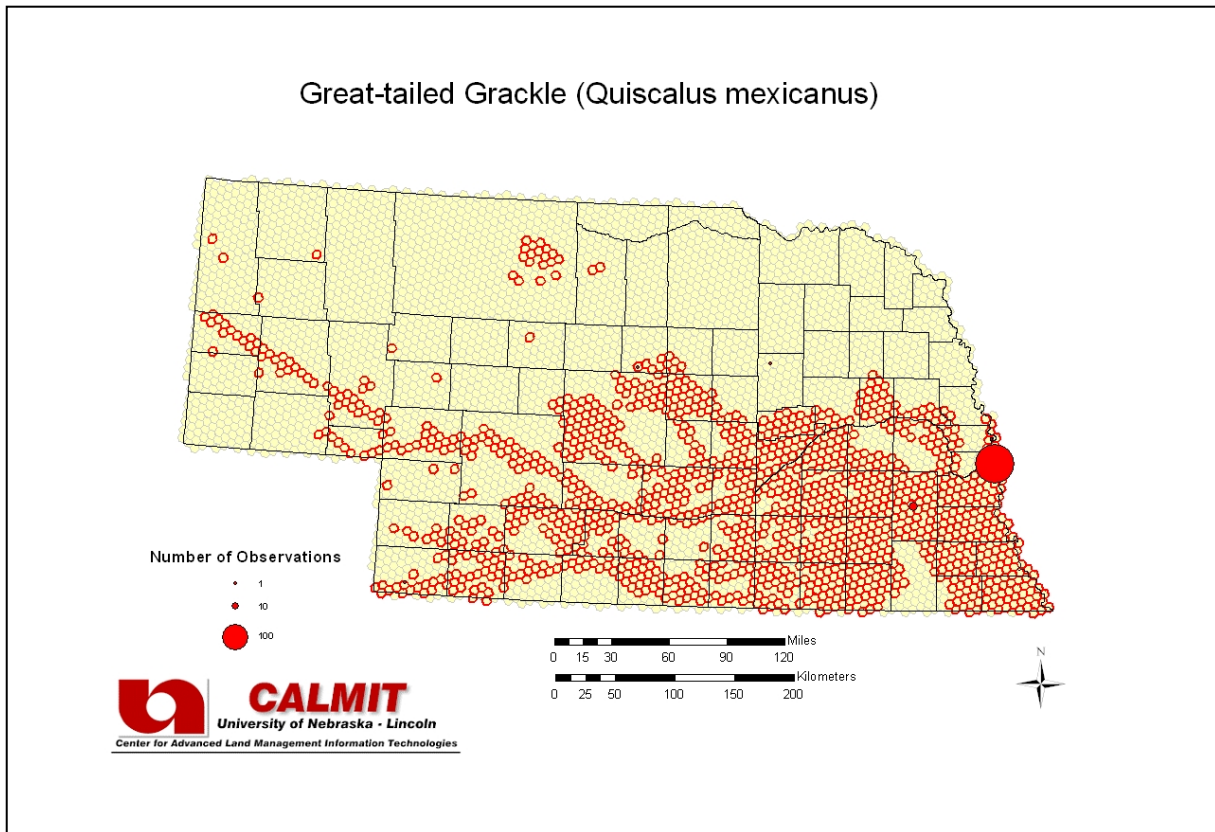 Great-tailed Grackle (Quiscalus mexicanus)
Number of Observations
1
10
100
Miles
0 15 30 60 90 120
Kilometers
0 25 50 100 150 200
N
CALMIT
University of Nebraska - Lincoln
Center for Advanced Land Management Information Technologies